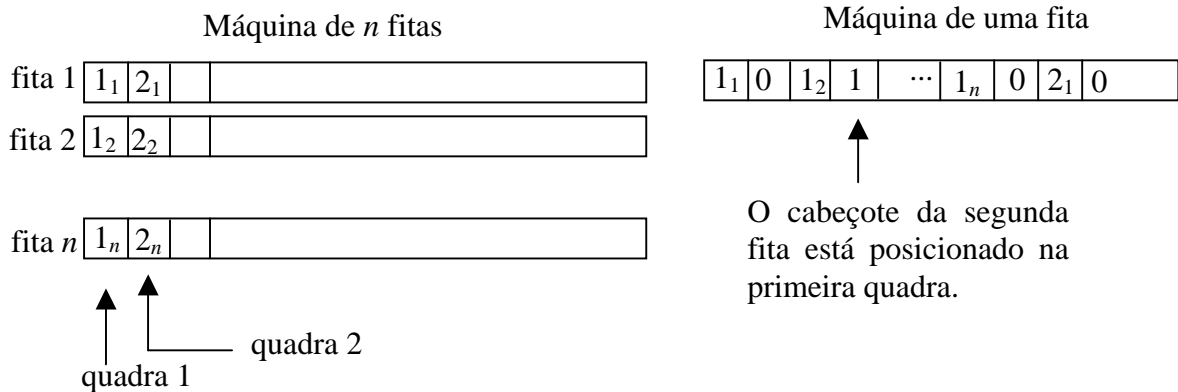 Máquina de n fitas
fita 1 1₁ 2₁
fita 2 1₂ 2₂
fita n 1ₙ 2ₙ
quadra 2
quadra 1
Máquina de uma fita
1₁ 0 1₂ 1 ... 1ₙ 0 2₁ 0
O cabeçote da segunda
fita está posicionado na
primeira quadra.